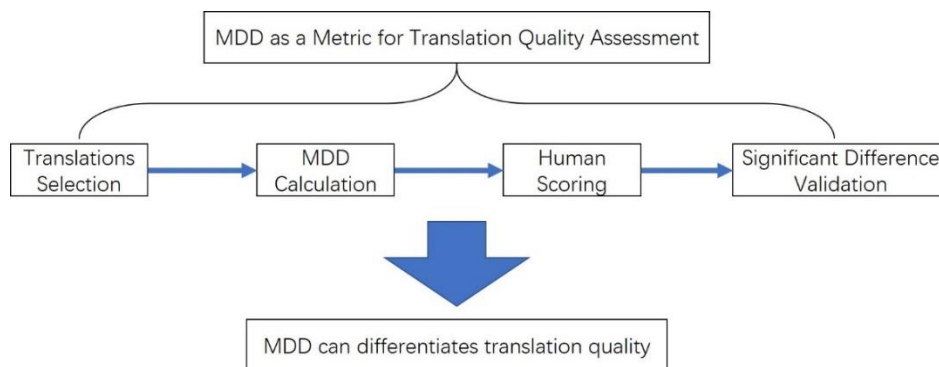 MDD as a Metric for Translation Quality Assessment
Translations
Selection
MDD
Calculation
Human
Scoring
Significant Difference
Validation
MDD can differentiates translation quality